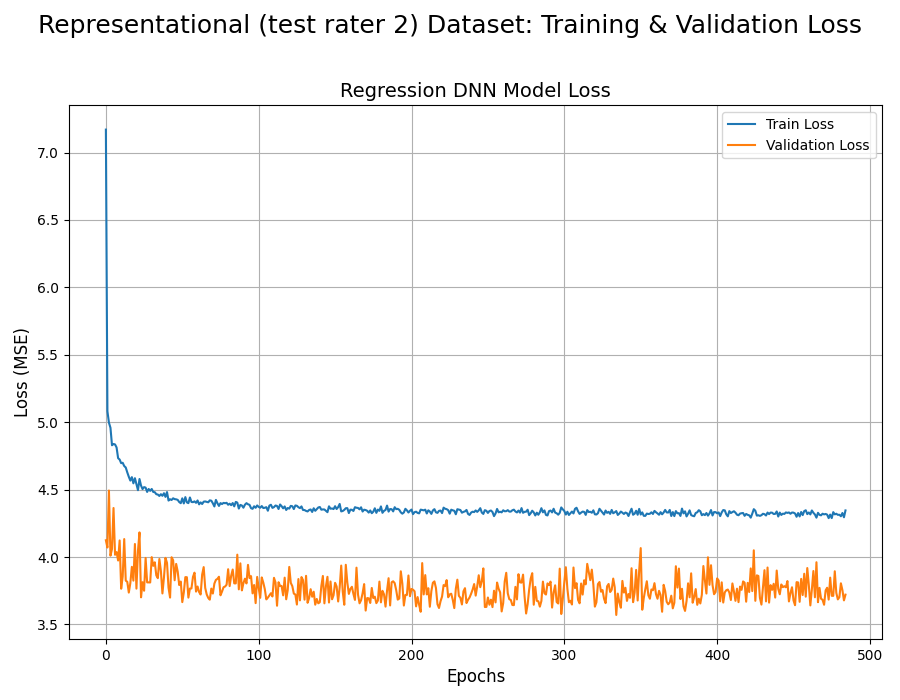 Representational (test rater 2) Dataset: Training & Validation Loss
Regression DNN Model Loss
Train Loss
Validation Loss
7.0
6.5
6.0
5.5
5.0
4.5
4.0
3.5
Loss (MSE)
0 100 200 300 400 500
Epochs